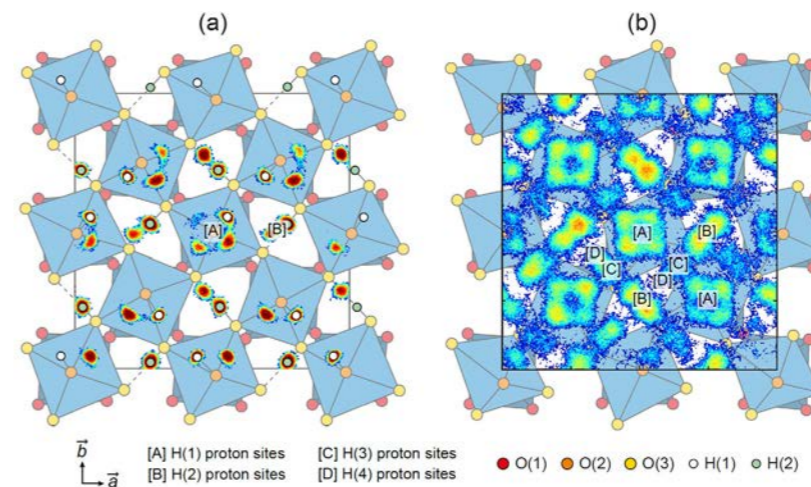 (a) (b)
[A] [B]
[A] [B]
[D] [C]
[C] [D]
[B] [A]
b
a
[A] H(1) proton sites [C] H(3) proton sites
[B] H(2) proton sites [D] H(4) proton sites
O(1) O(2) O(3) H(1) H(2)